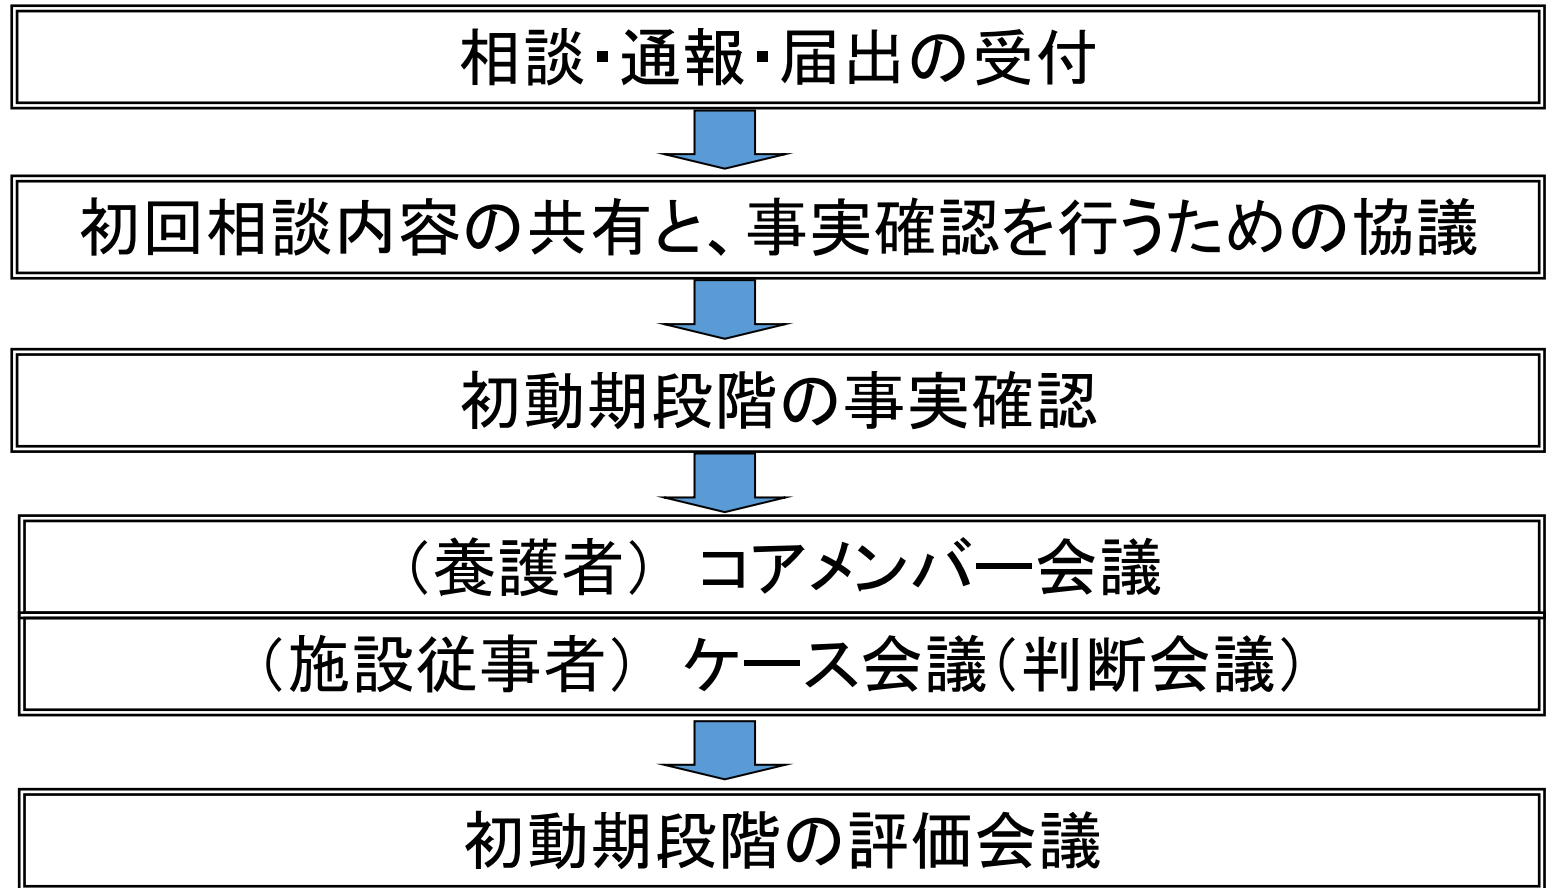 相談・通報・届出の受付
初回相談内容の共有と、事実確認を行うための協議
初動期段階の事実確認
（養護者）　コアメンバー会議
（施設従事者）　ケース会議（判断会議）
初動期段階の評価会議